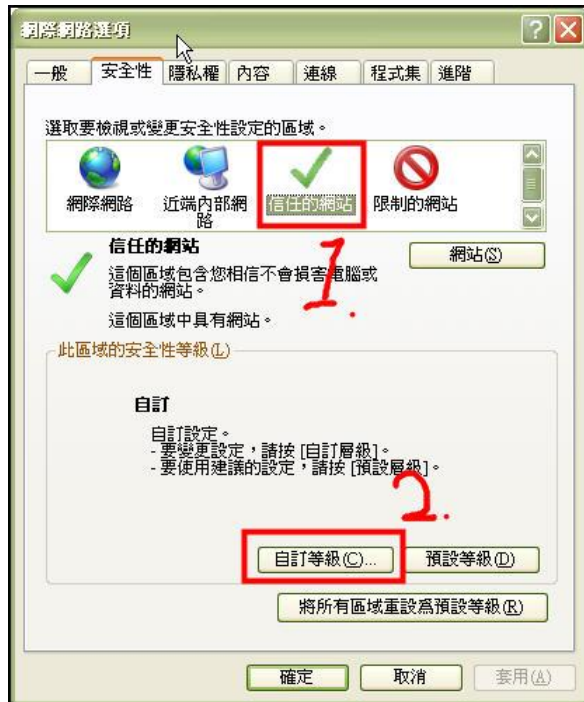 網際網路選項
一般 安全性 隱私權 內容 連線 程式集 進階
選取要檢視或變更安全性設定的區域。
網際網路 近端內部網路 信任的網站 限制的網站
信任的網站
網站(S)
這個區域包含您相信不會損害電腦或
資料的網站。
這個區域中具有網站。
1.
此區域的安全性等級(L)
自訂
自訂設定。
- 要變更設定，請按 [自訂層級]。
- 要使用建議的設定，請按 [預設層級]。
2.
自訂等級(C)... 預設等級(D)
將所有區域重設為預設等級(R)
確定 取消 套用(A)